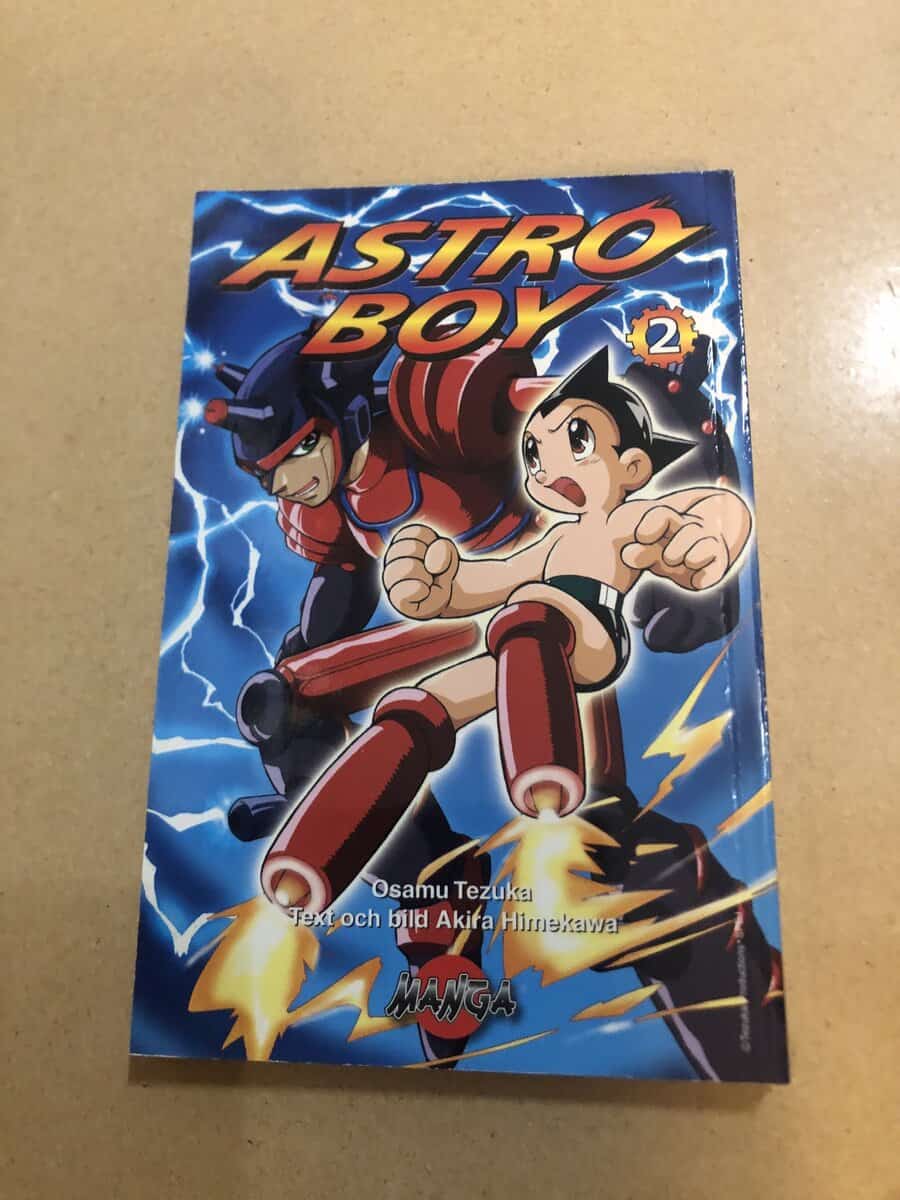 ASTRO
BOY
2
Osamu Tezuka
Text och bild Akira Himekawa
MANGA